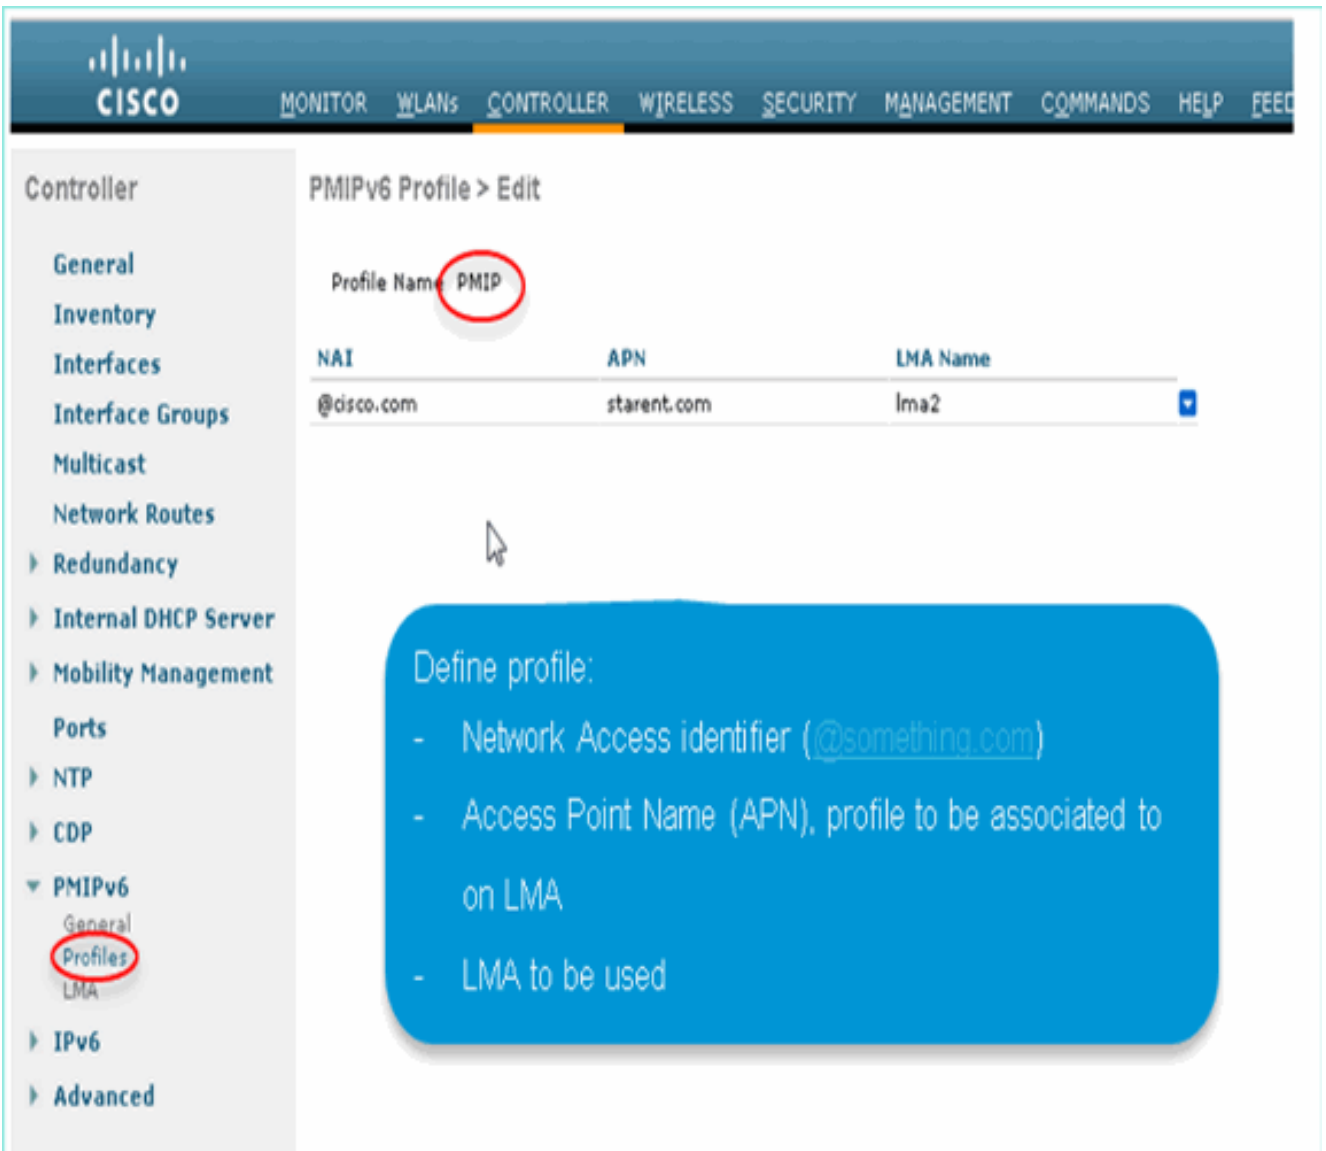 CISCO
MONITOR WLANs CONTROLLER WIRELESS SECURITY MANAGEMENT COMMANDS HELP FEED
Controller
General
Inventory
Interfaces
Interface Groups
Multicast
Network Routes
Redundancy
Internal DHCP Server
Mobility Management
Ports
NTP
CDP
PMIPv6
General
Profiles
LMA
IPv6
Advanced
PMIPv6 Profile > Edit
Profile Name PMIP
NAI APN LMA Name
@cisco.com starent.com lma2
Define profile:
- Network Access identifier (@something.com)
- Access Point Name (APN), profile to be associated to
on LMA
- LMA to be used